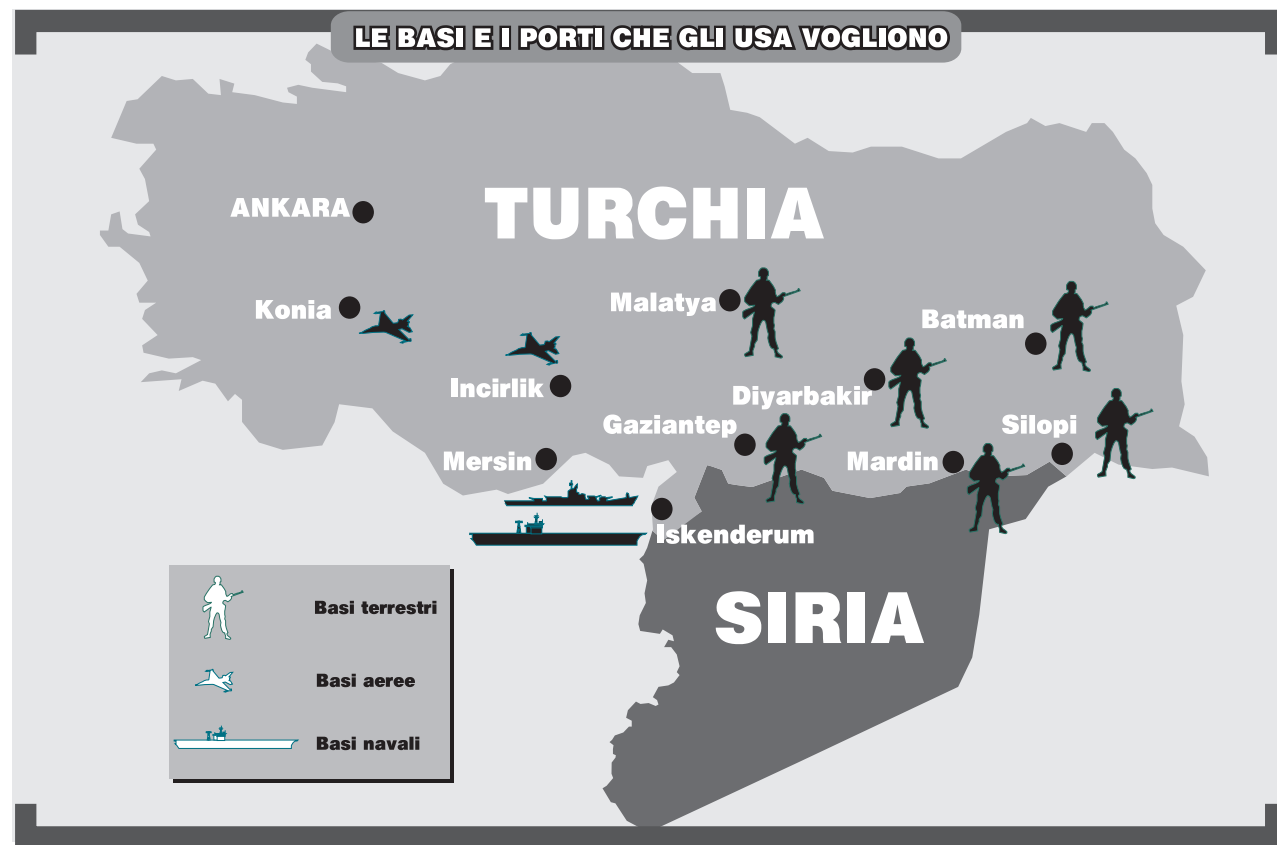 LE BASI E I PORTI CHE GLI USA VOGLIONO
ANKARA
TURCHIA
Konia
Malatya
Batman
Incirlik
Diyarbakir
Gaziantep
Silopi
Mersin
Mardin
Iskenderum
SIRIA
Basi terrestri
Basi aeree
Basi navali